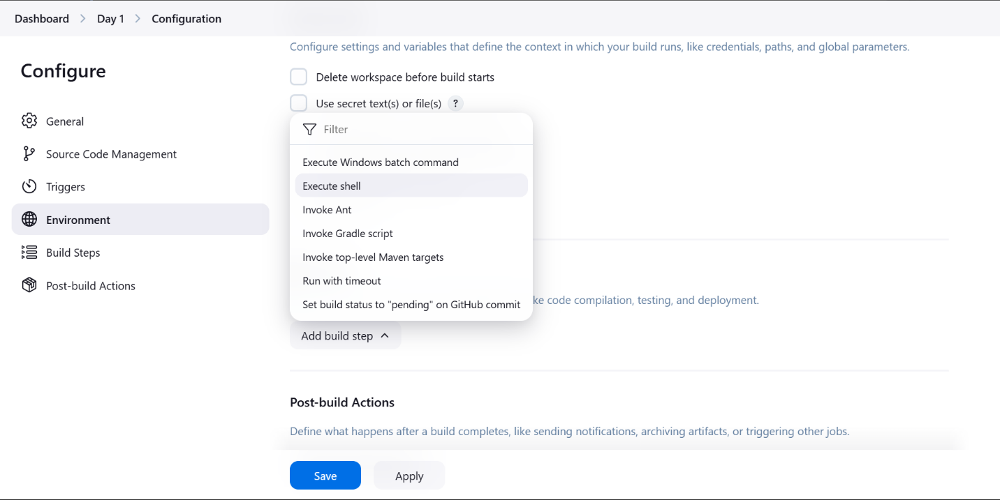 Dashboard > Day 1 > Configuration
Configure
General
Source Code Management
Triggers
Environment
Build Steps
Post-build Actions
Configure settings and variables that define the context in which your build runs, like credentials, paths, and global parameters.
Delete workspace before build starts
Use secret text(s) or file(s) ?
Filter
Execute Windows batch command
Execute shell
Invoke Ant
Invoke Gradle script
Invoke top-level Maven targets
Run with timeout
Set build status to "pending" on GitHub commit
code compilation, testing, and deployment.
Add build step
Post-build Actions
Define what happens after a build completes, like sending notifications, archiving artifacts, or triggering other jobs.
Save
Apply